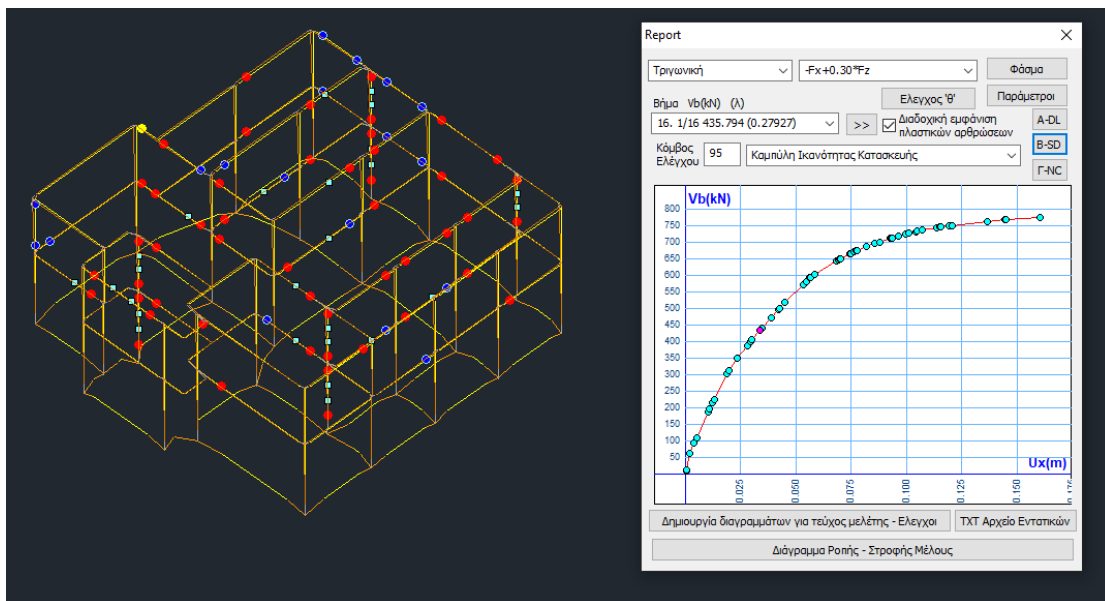 Report
Τριγωνική
-Fx+0.30*Fz
Φάσμα
Βήμα Vb(kN) (λ)
Ελεγχος 'θ'
Παράμετροι
16. 1/16 435.794 (0.27927)
>>
Διαδοχική εμφάνιση
πλαστικών αρθρώσεων
A-DL
Κόμβος
Ελέγχου
95
Καμπύλη Ικανότητας Κατασκευής
B-SD
Γ-NC
Vb(kN)
800
750
700
650
600
550
500
450
400
350
300
250
200
150
100
50
Ux(m)
0.025
0.050
0.075
0.100
0.125
0.150
0.175
Δημιουργία διαγραμμάτων για τεύχος μελέτης - Ελεγχοι
TXT Αρχείο Εντατικών
Διάγραμμα Ροπής - Στροφής Μέλους